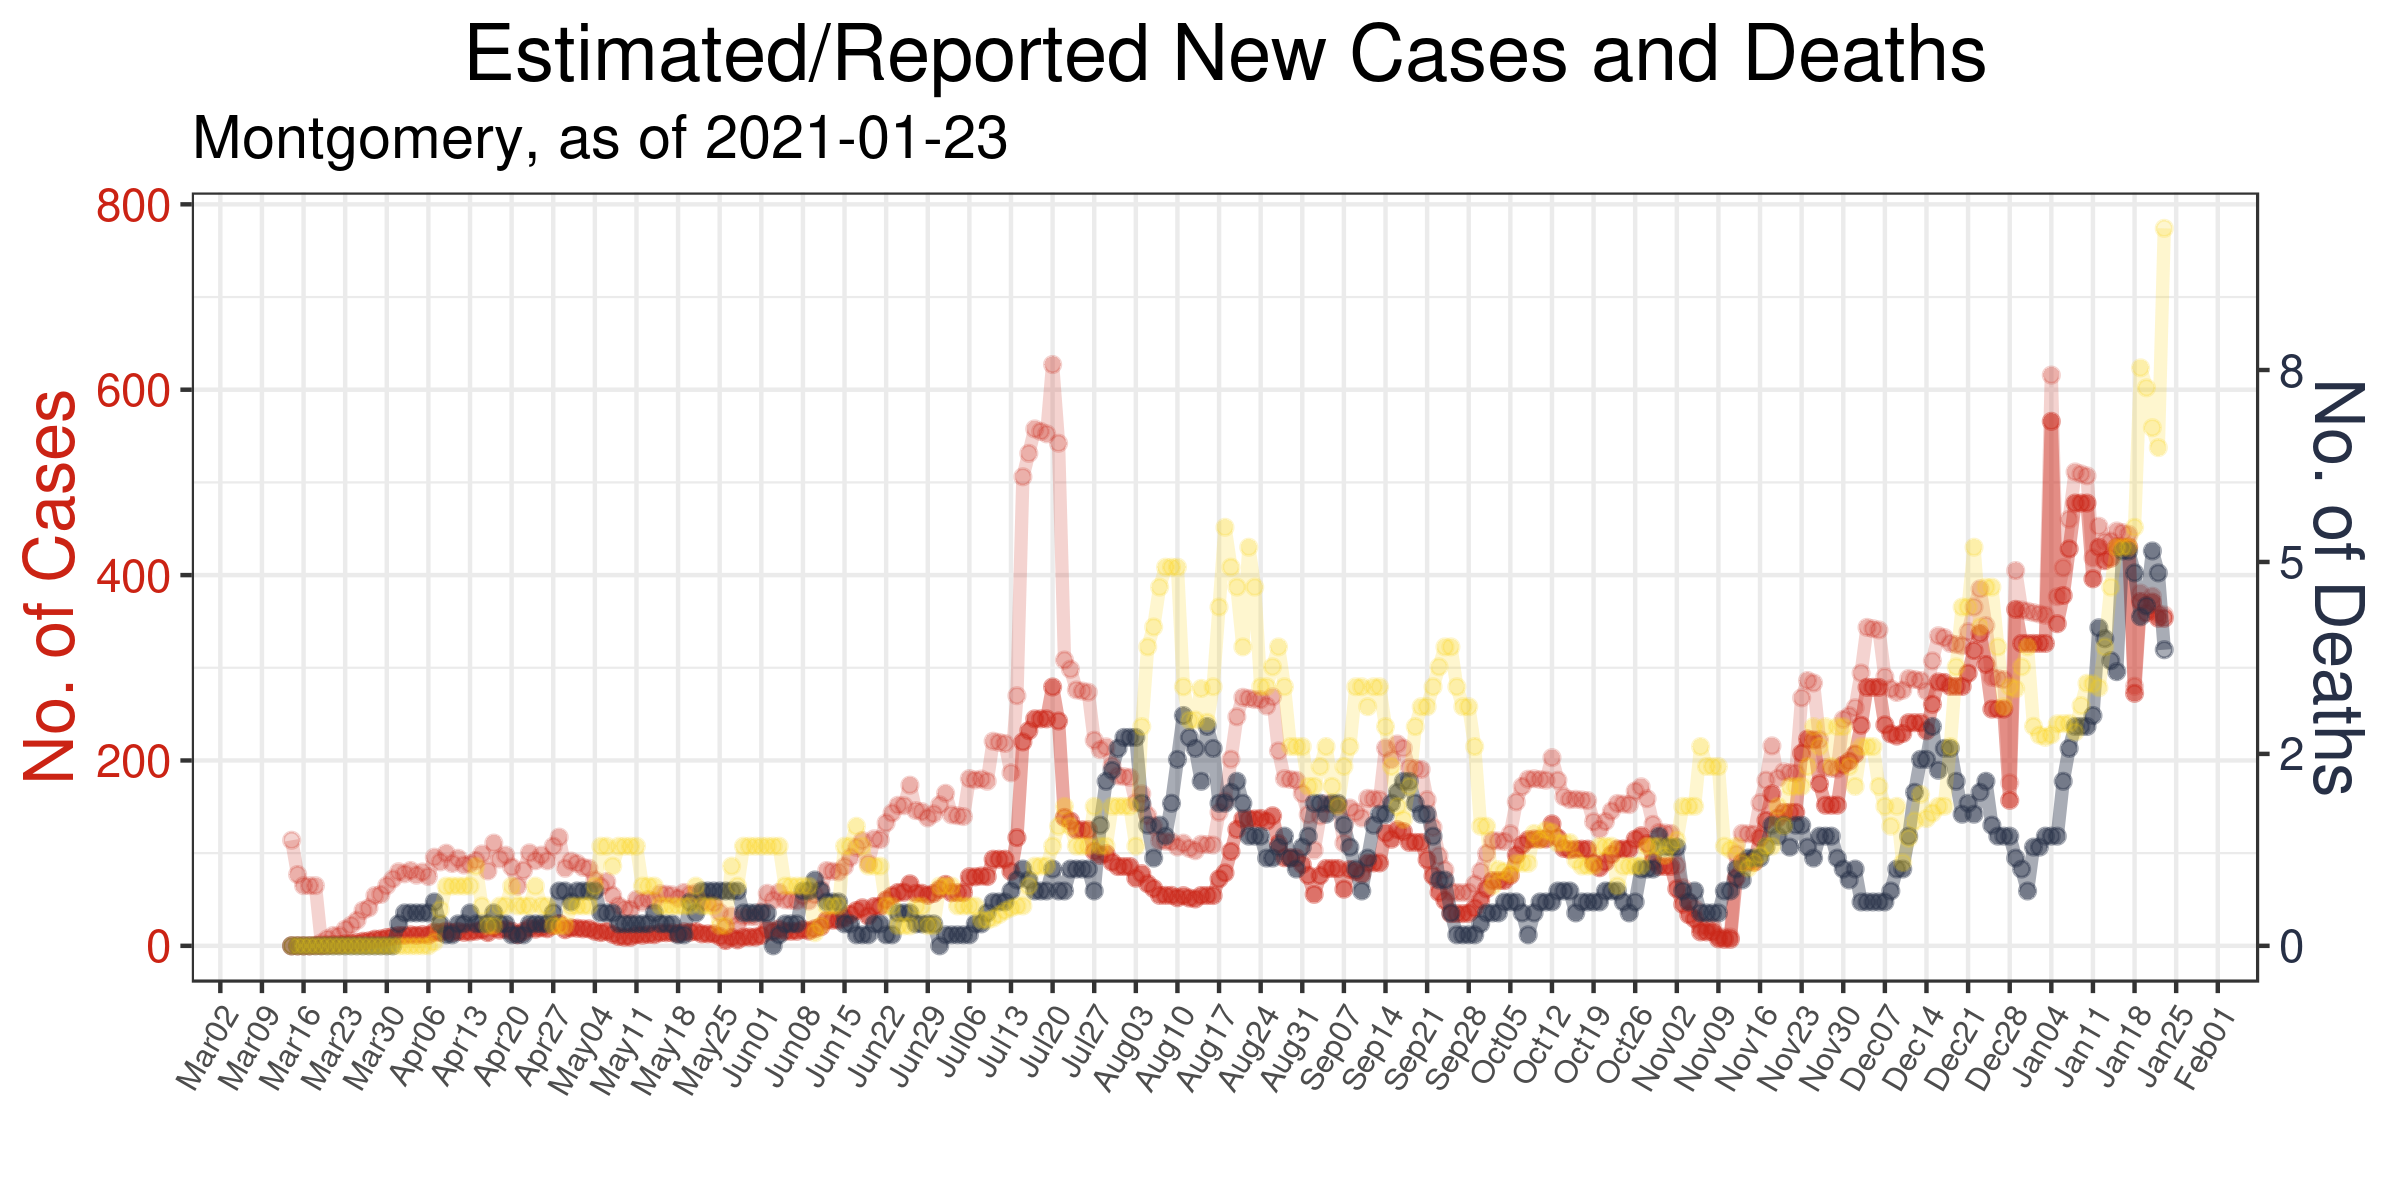 Estimated/Reported New Cases and Deaths
Montgomery, as of 2021-01-23
No. of Cases
800
600
400
200
0
No. of Deaths
8
5
2
0
Mar02
Mar09
Mar16
Mar23
Mar30
Apr06
Apr13
Apr20
Apr27
May04
May11
May18
May25
Jun01
Jun08
Jun15
Jun22
Jun29
Jul06
Jul13
Jul20
Jul27
Aug03
Aug10
Aug17
Aug24
Aug31
Sep07
Sep14
Sep21
Sep28
Oct05
Oct12
Oct19
Oct26
Nov02
Nov09
Nov16
Nov23
Nov30
Dec07
Dec14
Dec21
Dec28
Jan04
Jan11
Jan18
Jan25
Feb01